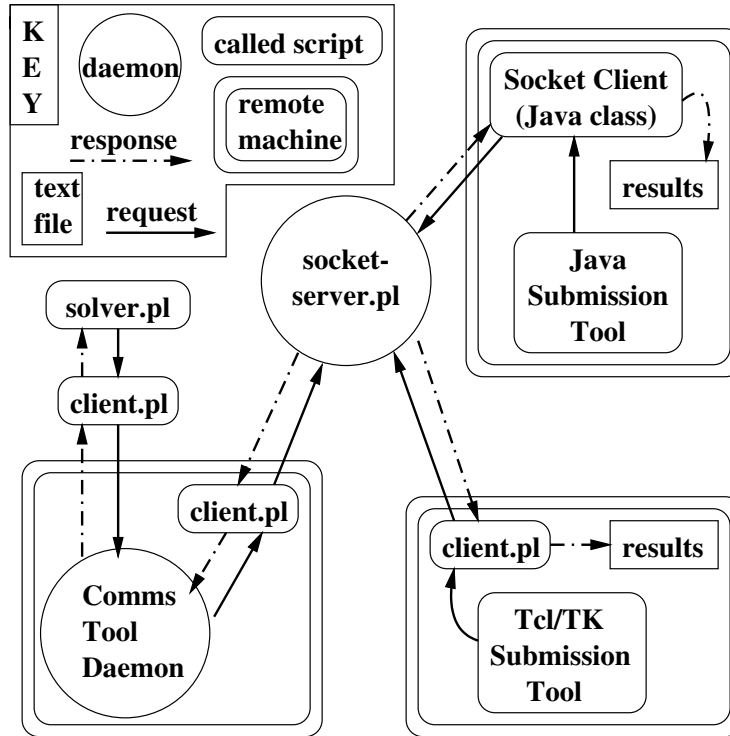 K
E
Y
daemon
called script
response
remote
machine
text
file
request
Socket Client
(Java class)
results
Java
Submission
Tool
socket-
server.pl
solver.pl
client.pl
client.pl
Comms
Tool
Daemon
client.pl
results
Tcl/TK
Submission
Tool